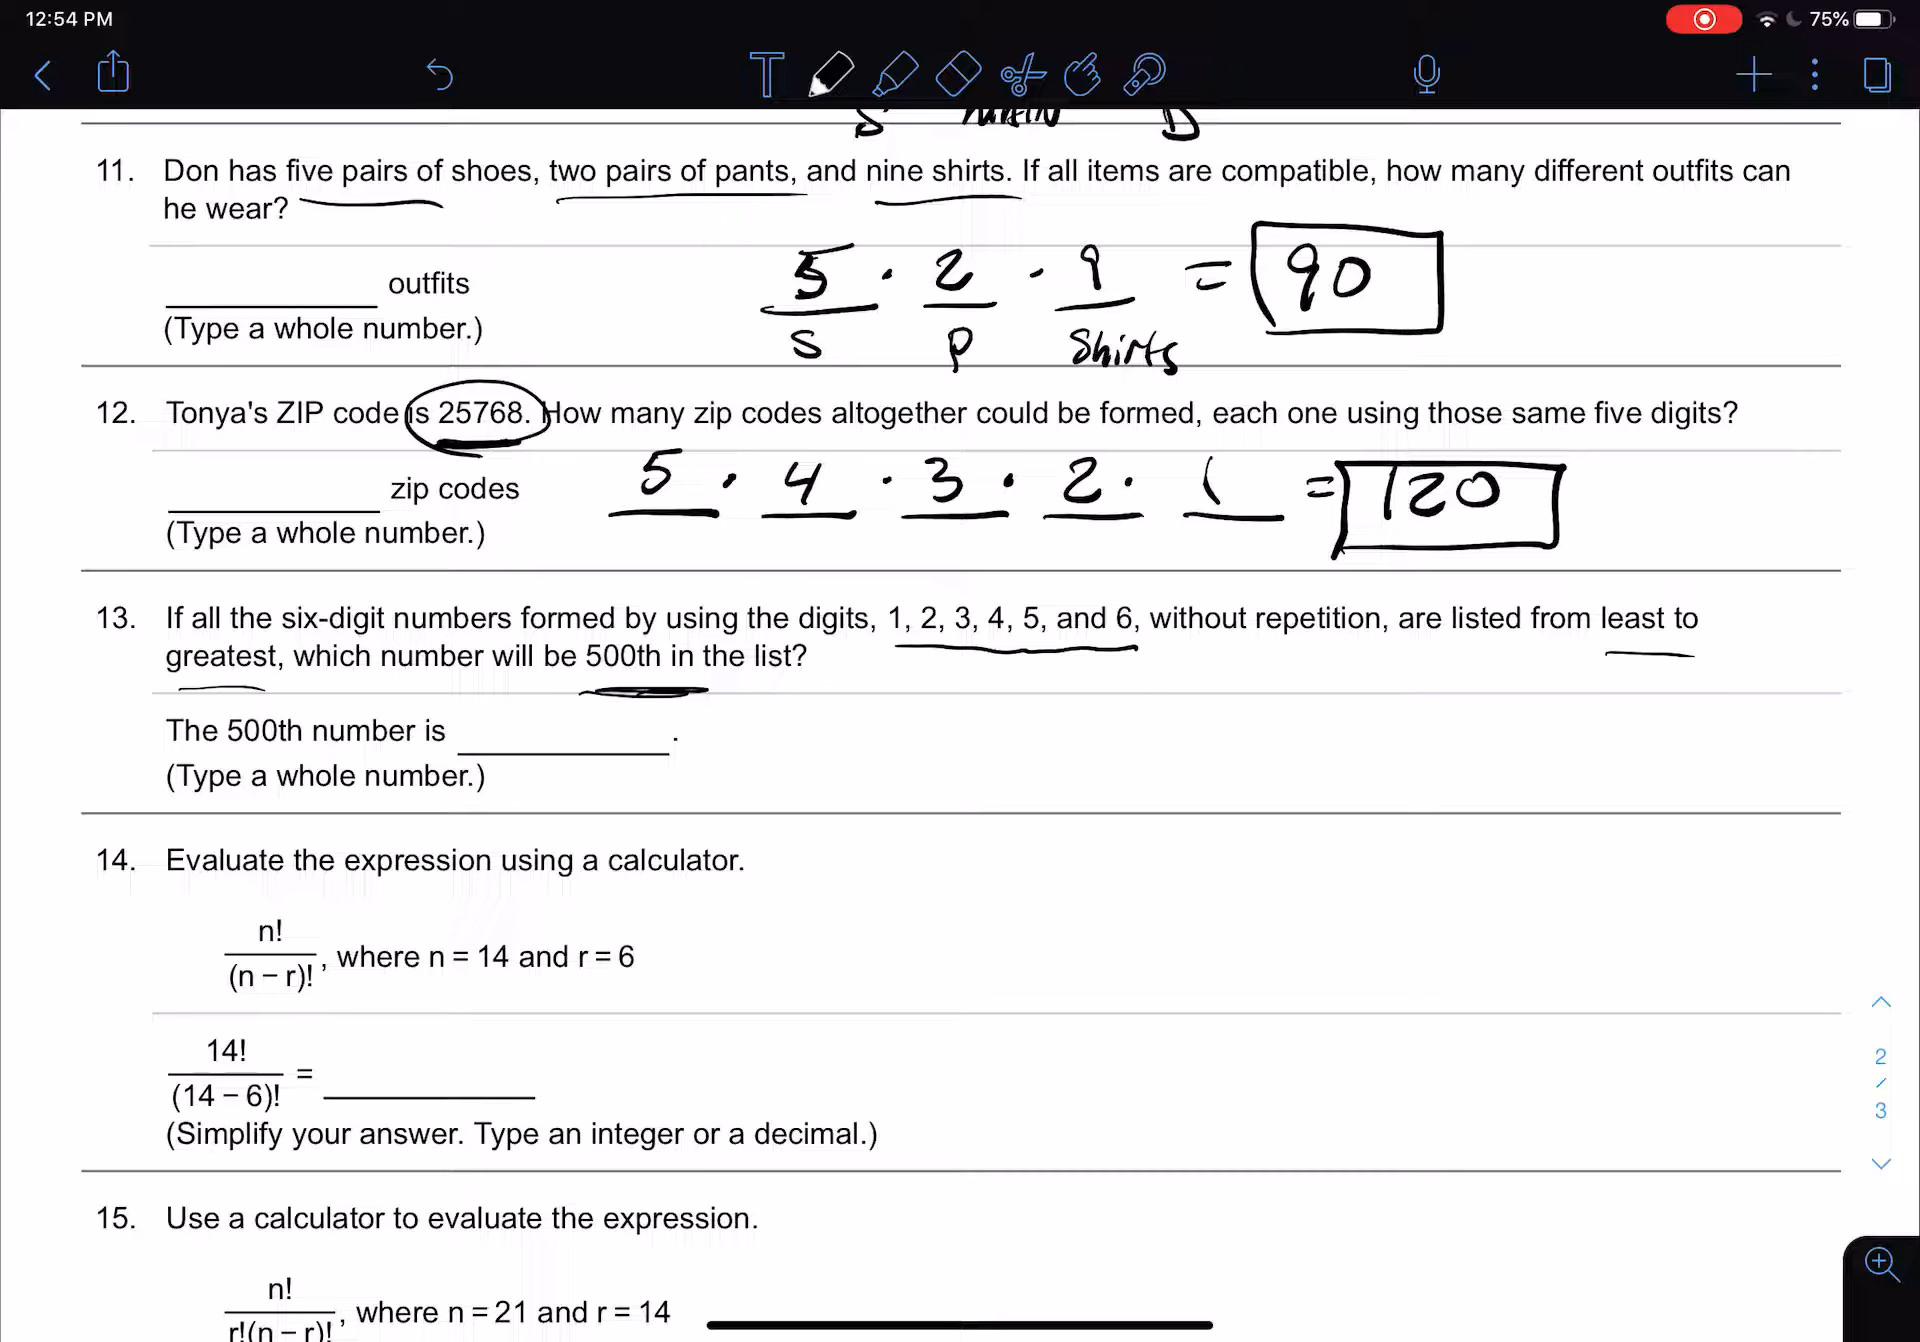 12:54 PM
75%
S
D
11. Don has five pairs of shoes, two pairs of pants, and nine shirts. If all items are compatible, how many different outfits can
he wear?
5 · 2 · 9 = 90
outfits
(Type a whole number.)
S P Shirts
12. Tonya's ZIP code is 25768. How many zip codes altogether could be formed, each one using those same five digits?
5 · 4 · 3 · 2 · 1 = 120
zip codes
(Type a whole number.)
13. If all the six-digit numbers formed by using the digits, 1, 2, 3, 4, 5, and 6, without repetition, are listed from least to
greatest, which number will be 500th in the list?
The 500th number is .
(Type a whole number.)
14. Evaluate the expression using a calculator.
n!
(n − r)!
, where n = 14 and r = 6
14!
(14 − 6)!
=
(Simplify your answer. Type an integer or a decimal.)
2
/
3
15. Use a calculator to evaluate the expression.
n!
r!(n − r)!
, where n = 21 and r = 14